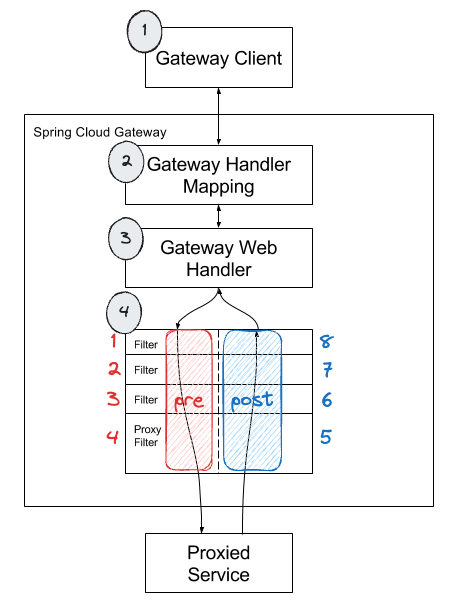 1
Gateway Client
Spring Cloud Gateway
2
Gateway Handler
Mapping
3
Gateway Web
Handler
4
1 Filter 8
2 Filter 7
3 Filter pre post 6
4 Proxy
Filter 5
Proxied
Service